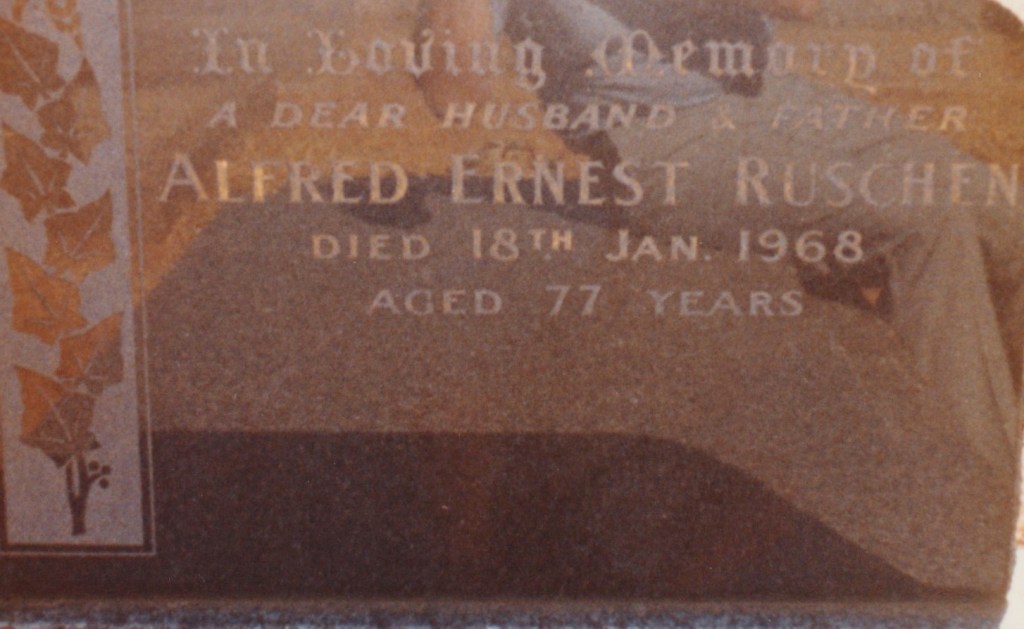 In Loving Memory of
A DEAR HUSBAND & FATHER
ALFRED ERNEST RUSCHEN
DIED 18TH JAN. 1968
AGED 77 YEARS